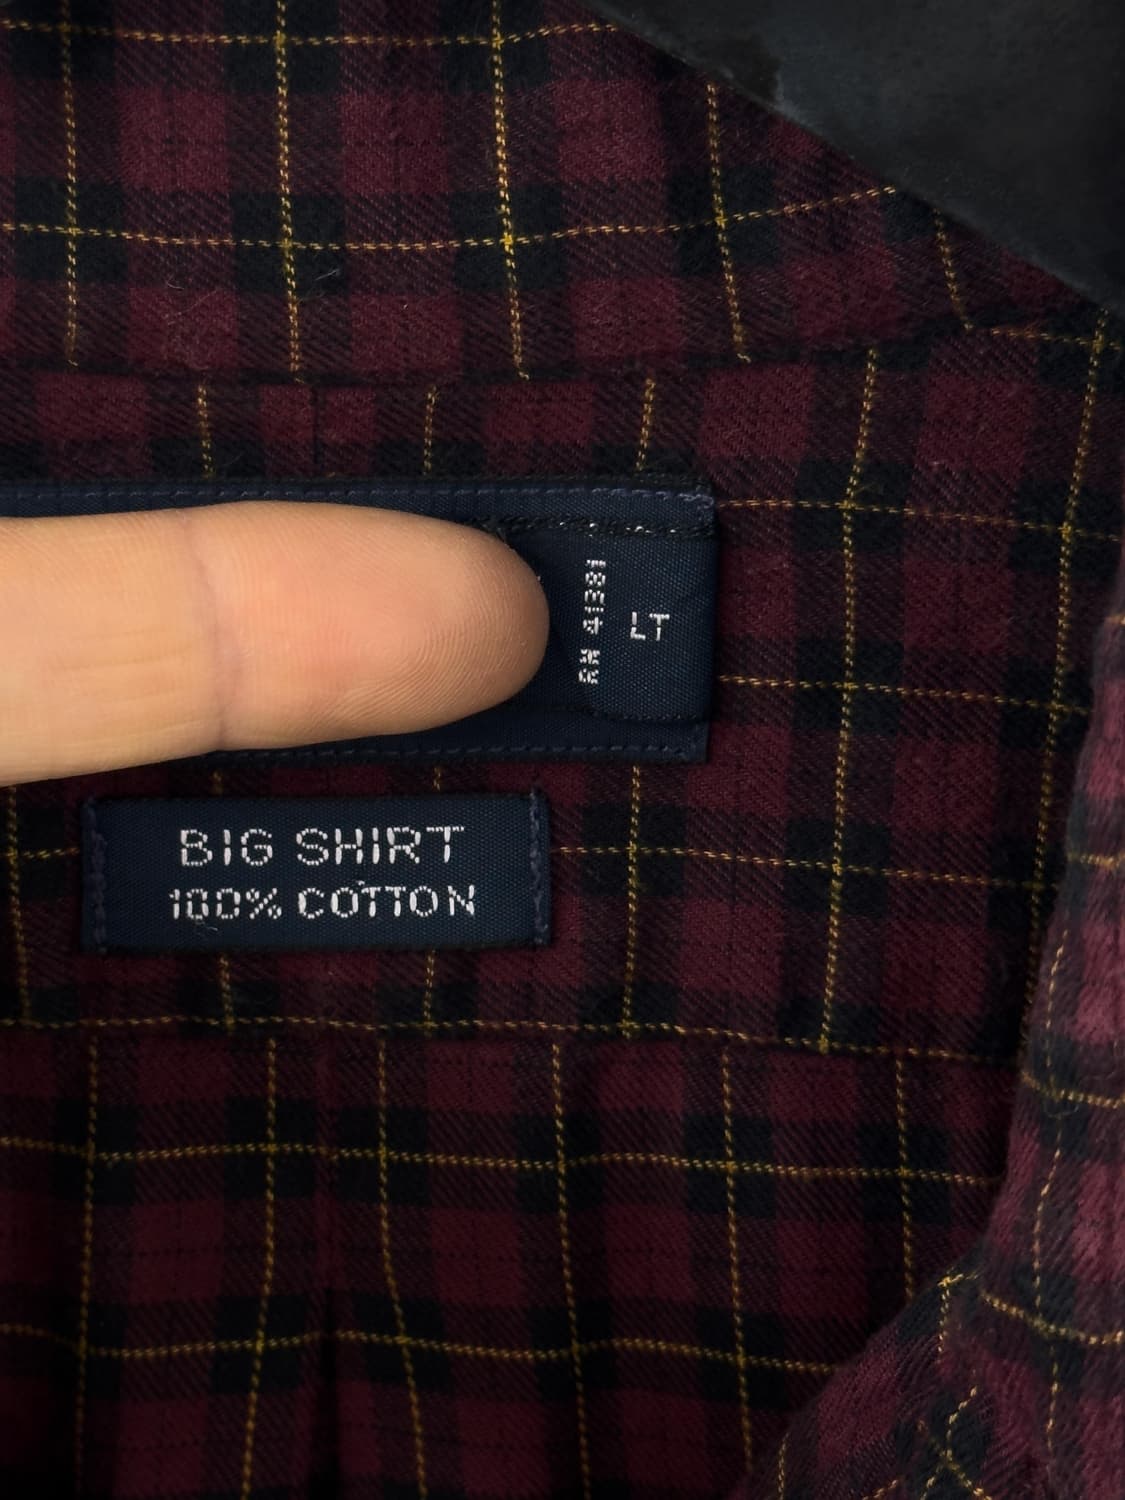 RN 41381
LT
BIG SHIRT
100% COTTON